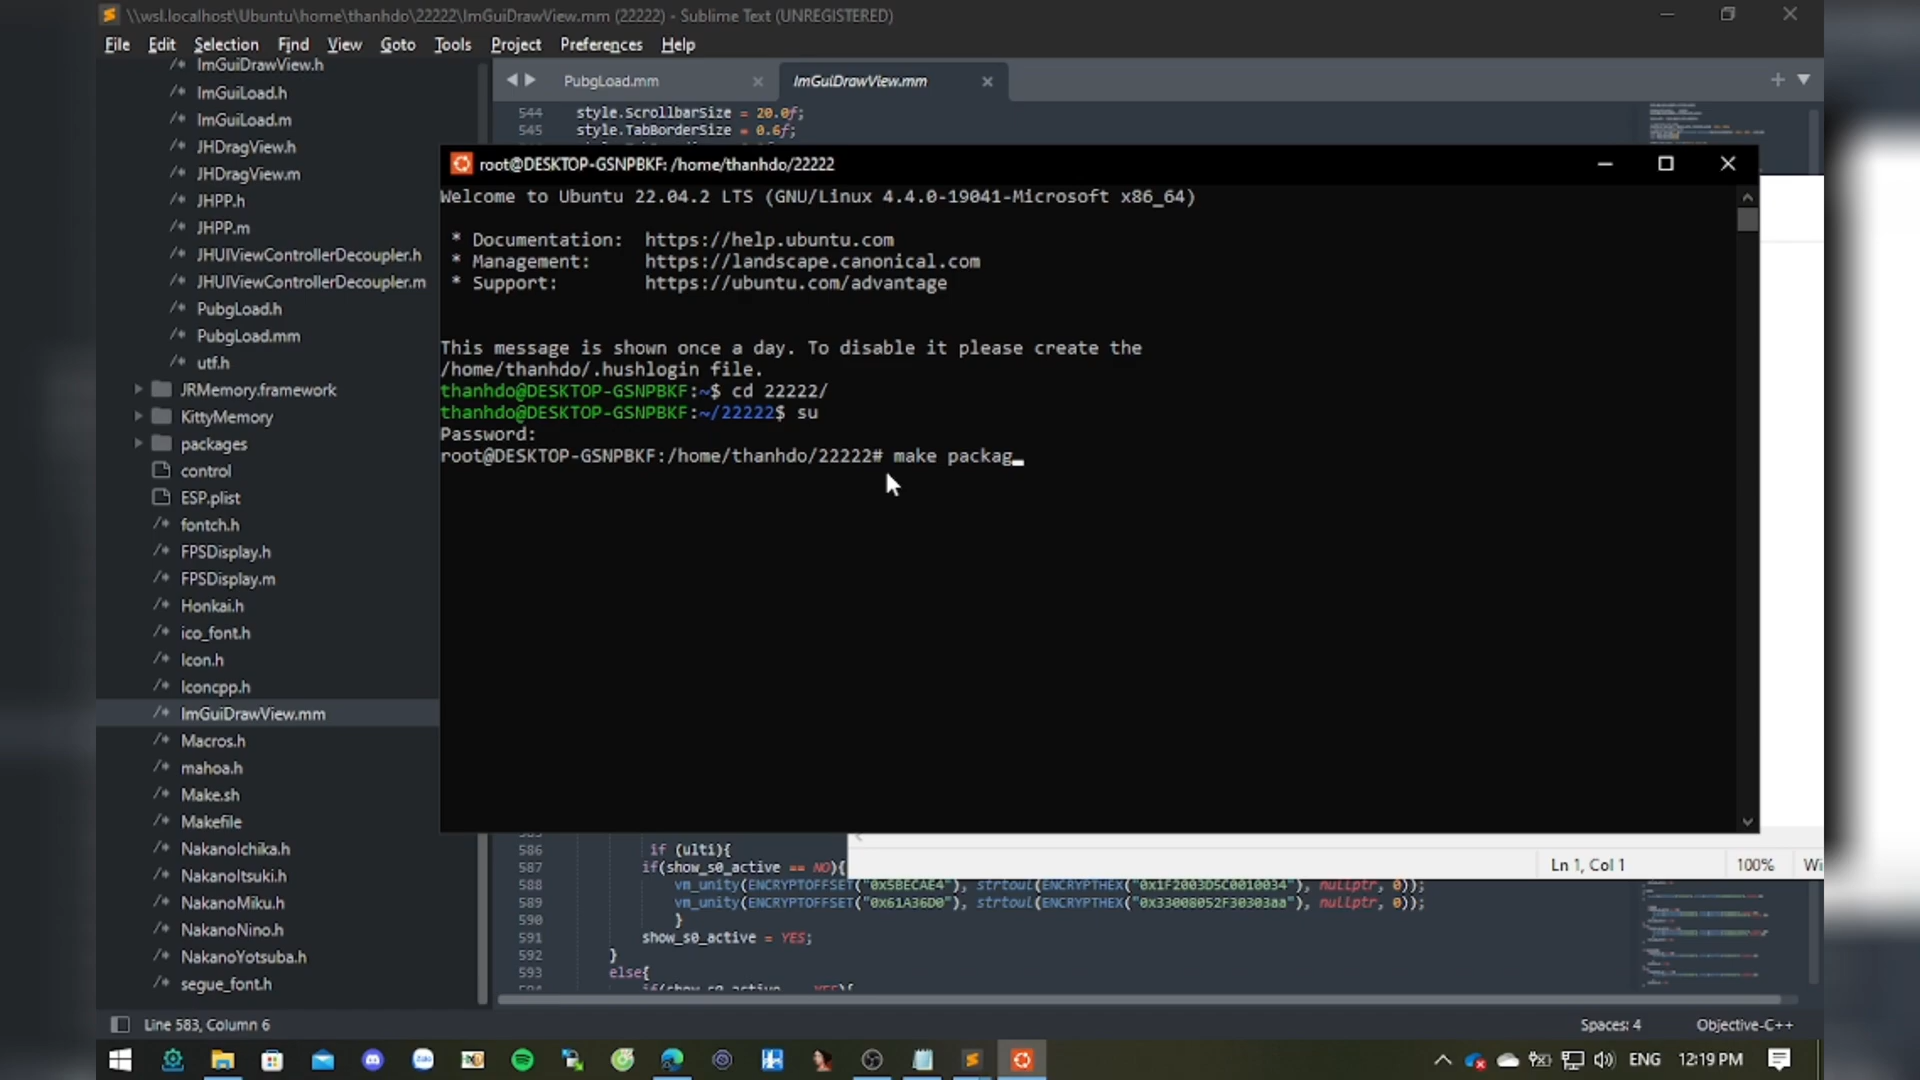 \\wsl.localhost\Ubuntu\home\thanhdo\22222\ImGuiDrawView.mm (22222) - Sublime Text (UNREGISTERED)
File Edit Selection Find View Goto Tools Project Preferences Help
ImGuiDrawView.h
ImGuiLoad.h
ImGuiLoad.m
JHDragView.h
JHDragView.m
JHPP.h
JHPP.m
JHUIViewControllerDecoupler.h
JHUIViewControllerDecoupler.m
PubgLoad.h
PubgLoad.mm
utf.h
JRMemory.framework
KittyMemory
packages
control
ESP.plist
fontch.h
FPSDisplay.h
FPSDisplay.m
Honkai.h
ico_font.h
Icon.h
Iconcpp.h
ImGuiDrawView.mm
Macros.h
mahoa.h
Make.sh
Makefile
NakanoIchika.h
NakanoItsuki.h
NakanoMiku.h
NakanoNino.h
NakanoYotsuba.h
segue_font.h
PubgLoad.mm
ImGuiDrawView.mm
544 style.ScrollbarSize = 20.0f;
545 style.TabBorderSize = 0.6f;
root@DESKTOP-GSNPBKF: /home/thanhdo/22222
Welcome to Ubuntu 22.04.2 LTS (GNU/Linux 4.4.0-19041-Microsoft x86_64)
* Documentation: https://help.ubuntu.com
* Management: https://landscape.canonical.com
* Support: https://ubuntu.com/advantage
This message is shown once a day. To disable it please create the
/home/thanhdo/.hushlogin file.
thanhdo@DESKTOP-GSNPBKF:~$ cd 22222/
thanhdo@DESKTOP-GSNPBKF:~/22222$ su
Password:
root@DESKTOP-GSNPBKF:/home/thanhdo/22222# make packag_
586 if (ulti){
587 if(show_s0_active == NO){
588 vm_unity(ENCRYPTOFFSET("0x5BECAE4"), strtoul(ENCRYPTHEX("0x1F2003D5C0010034"), nullptr, 0));
589 vm_unity(ENCRYPTOFFSET("0x61A36D0"), strtoul(ENCRYPTHEX("0x33008052F30303aa"), nullptr, 0));
590 }
591 show_s0_active = YES;
592 }
593 else{
Ln 1, Col 1 100% Wi
Line 583, Column 6 Spaces: 4 Objective-C++
ENG 12:19 PM